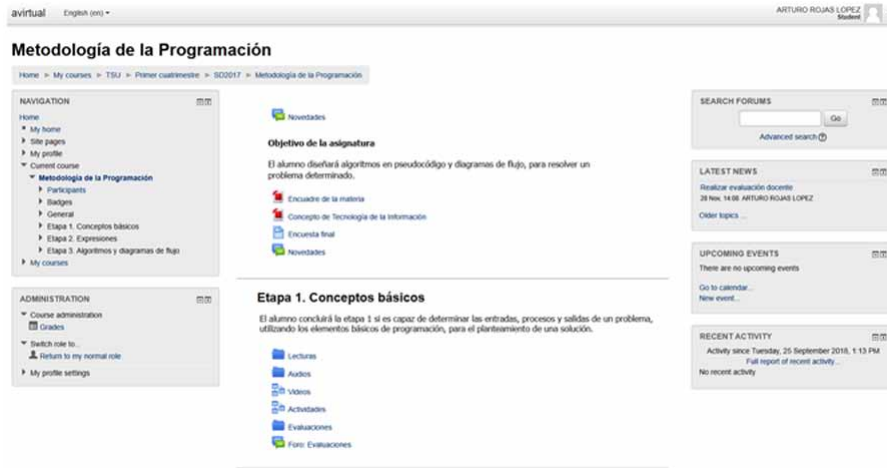 avirtual English (en)
ARTURO ROJAS LOPEZ
Student
Metodología de la Programación
Home My courses TSU Primer cuatrimestre SD2017 Metodología de la Programación
NAVIGATION
Home
My home
Site pages
My profile
Current course
Metodología de la Programación
Participants
Badges
General
Etapa 1. Conceptos básicos
Etapa 2. Expresiones
Etapa 3. Algoritmos y diagramas de flujo
My courses
ADMINISTRATION
Course administration
Grades
Switch role to...
Return to my normal role
My profile settings
Novedades
Objetivo de la asignatura
El alumno diseñará algoritmos en pseudocódigo y diagramas de flujo, para resolver un
problema determinado.
Encuadre de la materia
Concepto de Tecnología de la Información
Encuesta final
Novedades
Etapa 1. Conceptos básicos
El alumno concluirá la etapa 1 si es capaz de determinar las entradas, procesos y salidas de un problema,
utilizando los elementos básicos de programación, para el planteamiento de una solución.
Lecturas
Audios
Videos
Actividades
Evaluaciones
Foro: Evaluaciones
SEARCH FORUMS
Go
Advanced search
LATEST NEWS
Realizar evaluación docente
28 Nov, 14:08 ARTURO ROJAS LOPEZ
Older topics ...
UPCOMING EVENTS
There are no upcoming events
Go to calendar...
New event...
RECENT ACTIVITY
Activity since Tuesday, 25 September 2018, 1:13 PM
Full report of recent activity...
No recent activity